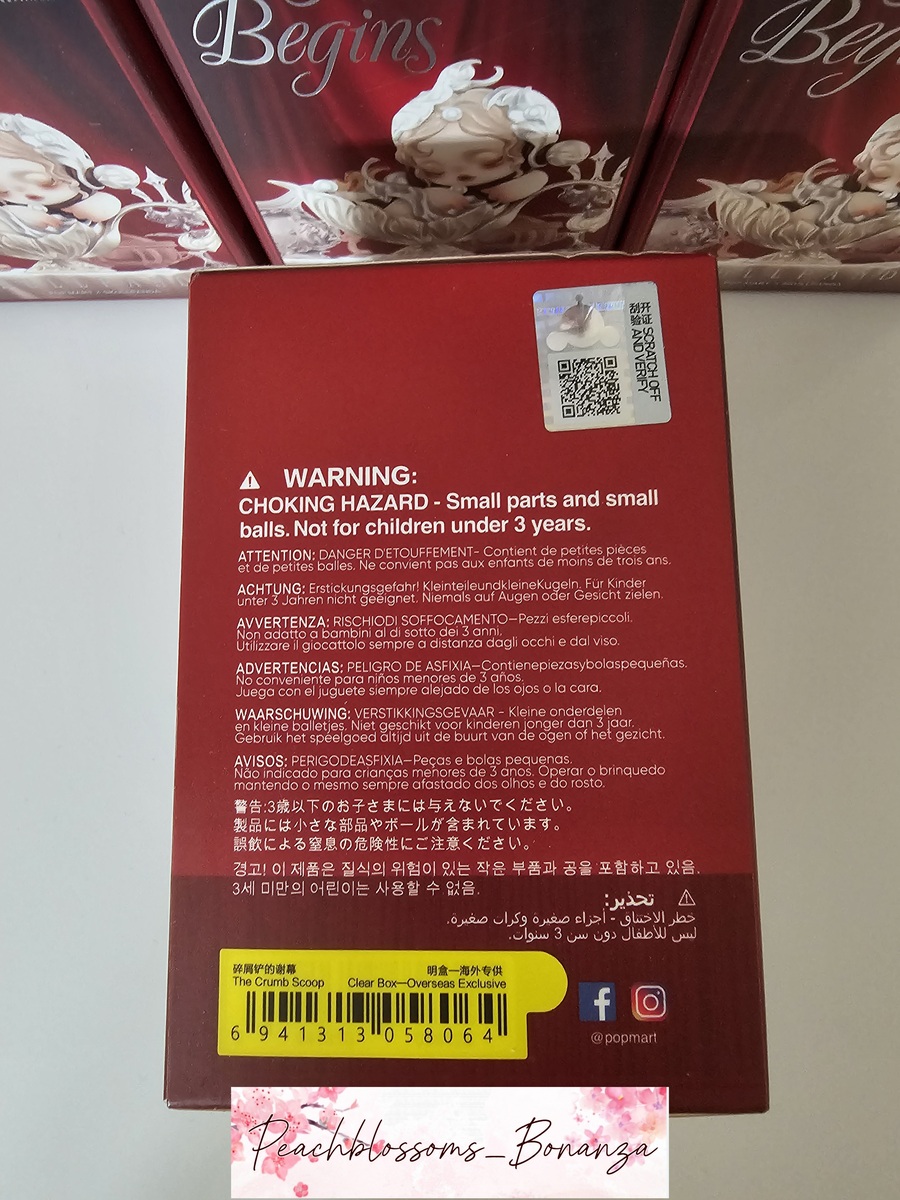 Begins
Beg
刮开
验证
SCRATCH OFF
AND VERIFY
WARNING:
CHOKING HAZARD - Small parts and small
balls. Not for children under 3 years.
ATTENTION: DANGER D'ETOUFFEMENT- Contient de petites pièces
et de petites balles. Ne convient pas aux enfants de moins de trois ans.
ACHTUNG: Erstickungsgefahr! KleinteileundkleineKugeln. Für Kinder
unter 3 Jahren nicht geeignet. Niemals auf Augen oder Gesicht zielen.
AVVERTENZA: RISCHIODI SOFFOCAMENTO—Pezzi esferepiccoli.
Non adatto a bambini al di sotto dei 3 anni.
Utilizzare il giocattolo sempre a distanza dagli occhi e dal viso.
ADVERTENCIAS: PELIGRO DE ASFIXIA—Contienepiezasybolaspequeñas.
No conveniente para niños menores de 3 años.
Juega con el juguete siempre alejado de los ojos o la cara.
WAARSCHUWING: VERSTIKKINGSGEVAAR - Kleine onderdelen
en kleine balletjes. Niet geschikt voor kinderen jonger dan 3 jaar.
Gebruik het speelgoed altijd uit de buurt van de ogen of het gezicht.
AVISOS: PERIGODEASFIXIA—Peças e bolas pequenas.
Não indicado para crianças menores de 3 anos. Operar o brinquedo
mantendo o mesmo sempre afastado dos olhos e do rosto.
警告:3歳以下のお子さまには与えないでください。
製品には小さな部品やボールが含まれています。
誤飲による窒息の危険性にご注意ください。
경고! 이 제품은 질식의 위험이 있는 작은 부품과 공을 포함하고 있음.
3세 미만의 어린이는 사용할 수 없음.
تحذير:
خطر الاختناق - أجزاء صغيرة وكرات صغيرة.
ليس للأطفال دون سن 3 سنوات.
碎屑铲的谢幕 明盒—海外专供
The Crumb Scoop Clear Box—Overseas Exclusive
6 941313 058064
@popmart
Peachblossoms_Bonanza